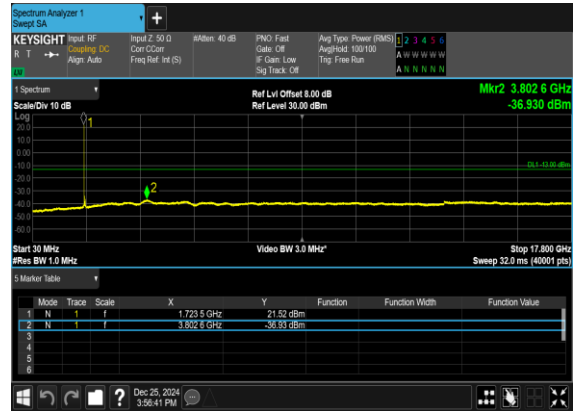 Spectrum Analyzer 1
Swept SA
+
KEYSIGHT Input: RF Input Z: 50 Ω #Atten: 40 dB PNO: Fast Avg Type: Power (RMS) 1 2 3 4 5 6
R T Coupling: DC Corr CCorr Gate: Off Avg|Hold: 100/100 A W W W W W
Align: Auto Freq Ref: Int (S) IF Gain: Low Trig: Free Run
Sig Track: Off A N N N N N
1 Spectrum Ref Lvl Offset 8.00 dB Mkr2 3.802 6 GHz
Scale/Div 10 dB Ref Level 30.00 dBm -36.930 dBm
Log
20.0
1
10.0
0.00
-10.0
DL1 -13.00 dBm
-20.0
-30.0
2
-40.0
-50.0
-60.0
Start 30 MHz Video BW 3.0 MHz* Stop 17.800 GHz
#Res BW 1.0 MHz Sweep 32.0 ms (40001 pts)
5 Marker Table
Mode Trace Scale X Y Function Function Width Function Value
1 N 1 f 1.723 5 GHz 21.52 dBm
2 N 1 f 3.802 6 GHz -36.93 dBm
3
4
5
6
? Dec 25, 2024
3:56:41 PM